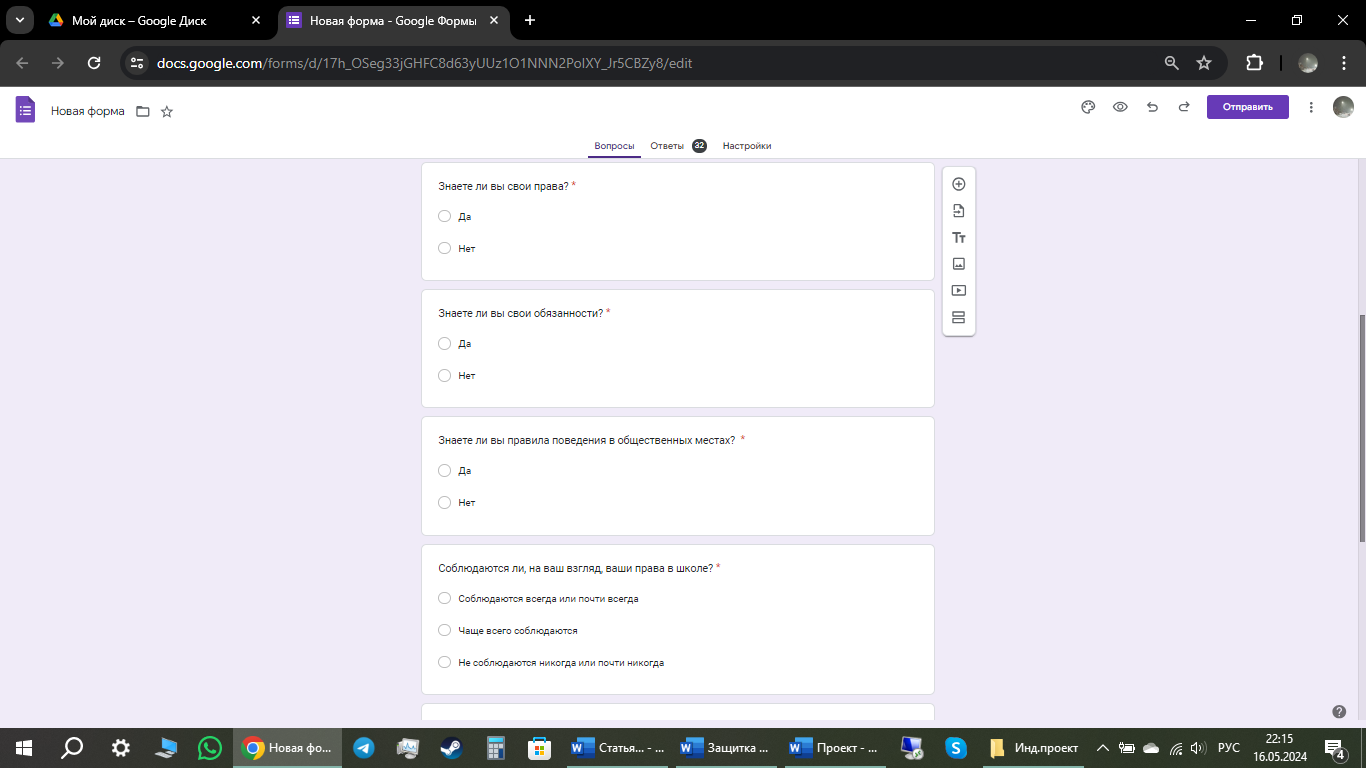 Мой диск – Google Диск
Новая форма - Google Формы
docs.google.com/forms/d/17h_OSeg33jGHFC8d63yUUz1O1NNN2PoIXY_Jr5CBZy8/edit
Новая форма
Отправить
Вопросы
Ответы 32
Настройки
Знаете ли вы свои права? *
Да
Нет
Знаете ли вы свои обязанности? *
Да
Нет
Знаете ли вы правила поведения в общественных местах? *
Да
Нет
Соблюдаются ли, на ваш взгляд, ваши права в школе? *
Соблюдаются всегда или почти всегда
Чаще всего соблюдаются
Не соблюдаются никогда или почти никогда
Новая фо...
Статья... - ...
Защитка ...
Проект - ...
Инд.проект
РУС
22:15
16.05.2024
4